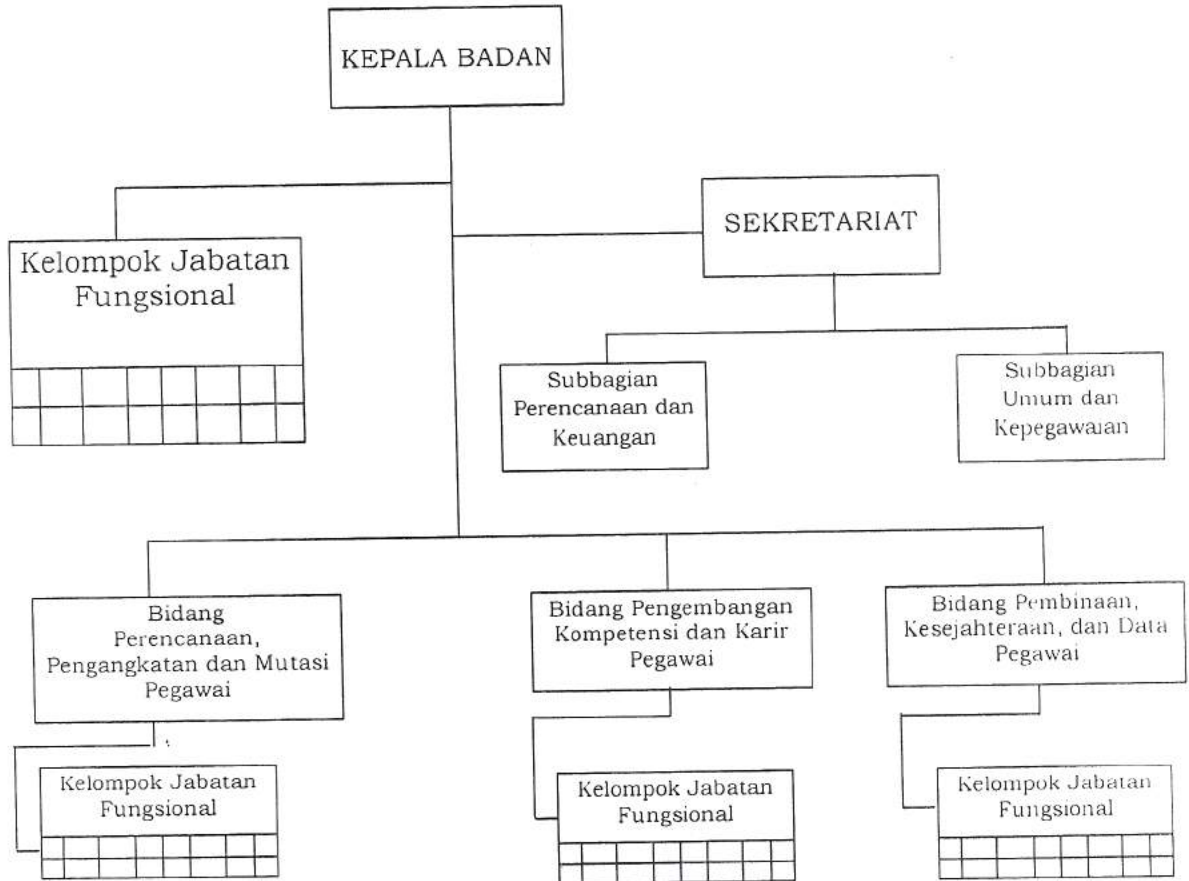 KEPALA BADAN
SEKRETARIAT
Kelompok Jabatan
Fungsional
Subbagian
Perencanaan dan
Keuangan
Subbagian
Umum dan
Kepegawaian
Bidang
Perencanaan,
Pengangkatan dan Mutasi
Pegawai
Bidang Pengembangan
Kompetensi dan Karir
Pegawai
Bidang Pembinaan,
Kesejahteraan, dan Data
Pegawai
Kelompok Jabatan
Fungsional
Kelompok Jabatan
Fungsional
Kelompok Jabatan
Fungsional